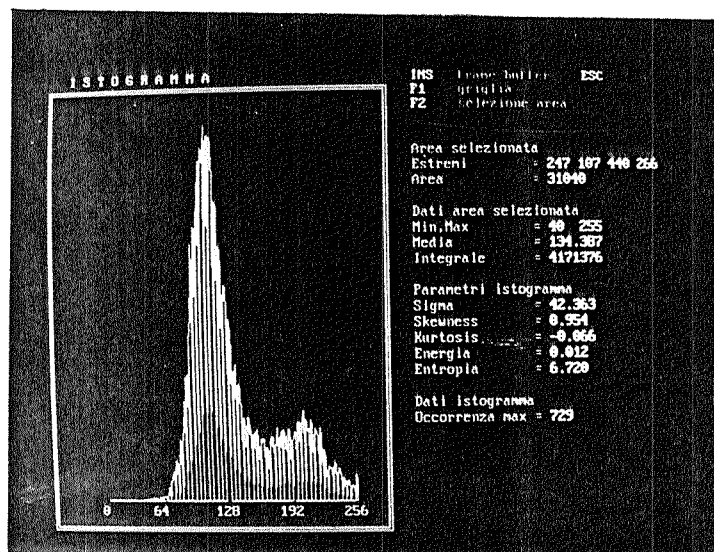 ISTOGRAMMA
0 64 128 192 256
INS frame buffer ESC
F1 griglia
F2 selezione area
Area selezionata
Estremi = 247 107 440 266
Area = 31040
Dati area selezionata
Min,Max = 40 255
Media = 134.387
Integrale = 4171376
Parametri istogramma
Sigma = 42.363
Skewness = 0.954
Kurtosis = -0.066
Energia = 0.012
Entropia = 6.720
Dati istogramma
Occorrenza max = 729